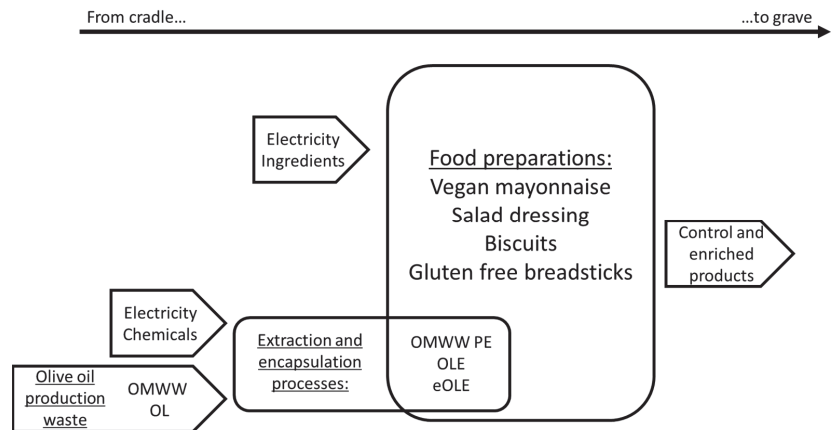 From cradle...
...to grave
Electricity
Ingredients
Food preparations:
Vegan mayonnaise
Salad dressing
Biscuits
Gluten free breadsticks
Control and
enriched
products
Electricity
Chemicals
Extraction and
encapsulation
processes:
OMWW PE
OLE
eOLE
Olive oil
production
waste
OMWW
OL